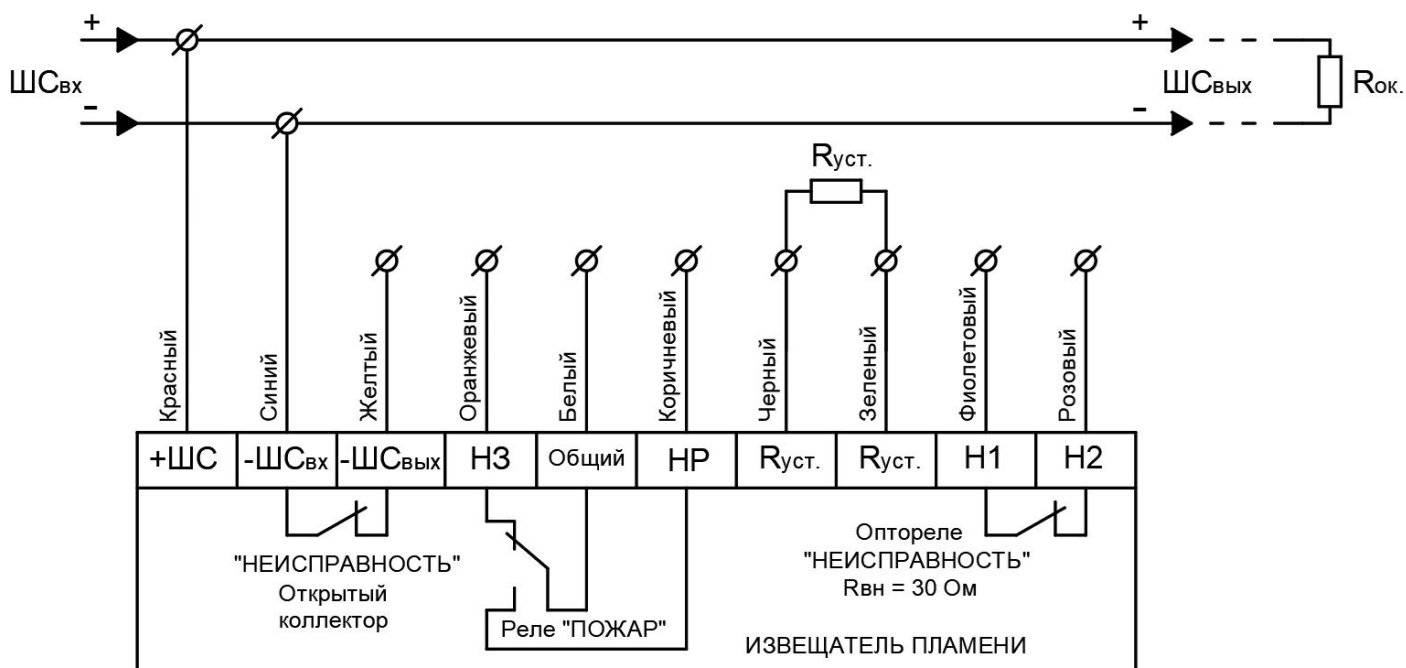 + +
ШСвх ШСвых Rок.
- -
Rуст.
Красный
Синий
Желтый
Оранжевый
Белый
Коричневый
Черный
Зеленый
Фиолетовый
Розовый
+ШС -ШСвх -ШСвых НЗ Общий НР Rуст. Rуст. Н1 Н2
"НЕИСПРАВНОСТЬ"
Открытый
коллектор
Реле "ПОЖАР"
Оптореле
"НЕИСПРАВНОСТЬ"
Rвн = 30 Ом
ИЗВЕЩАТЕЛЬ ПЛАМЕНИ